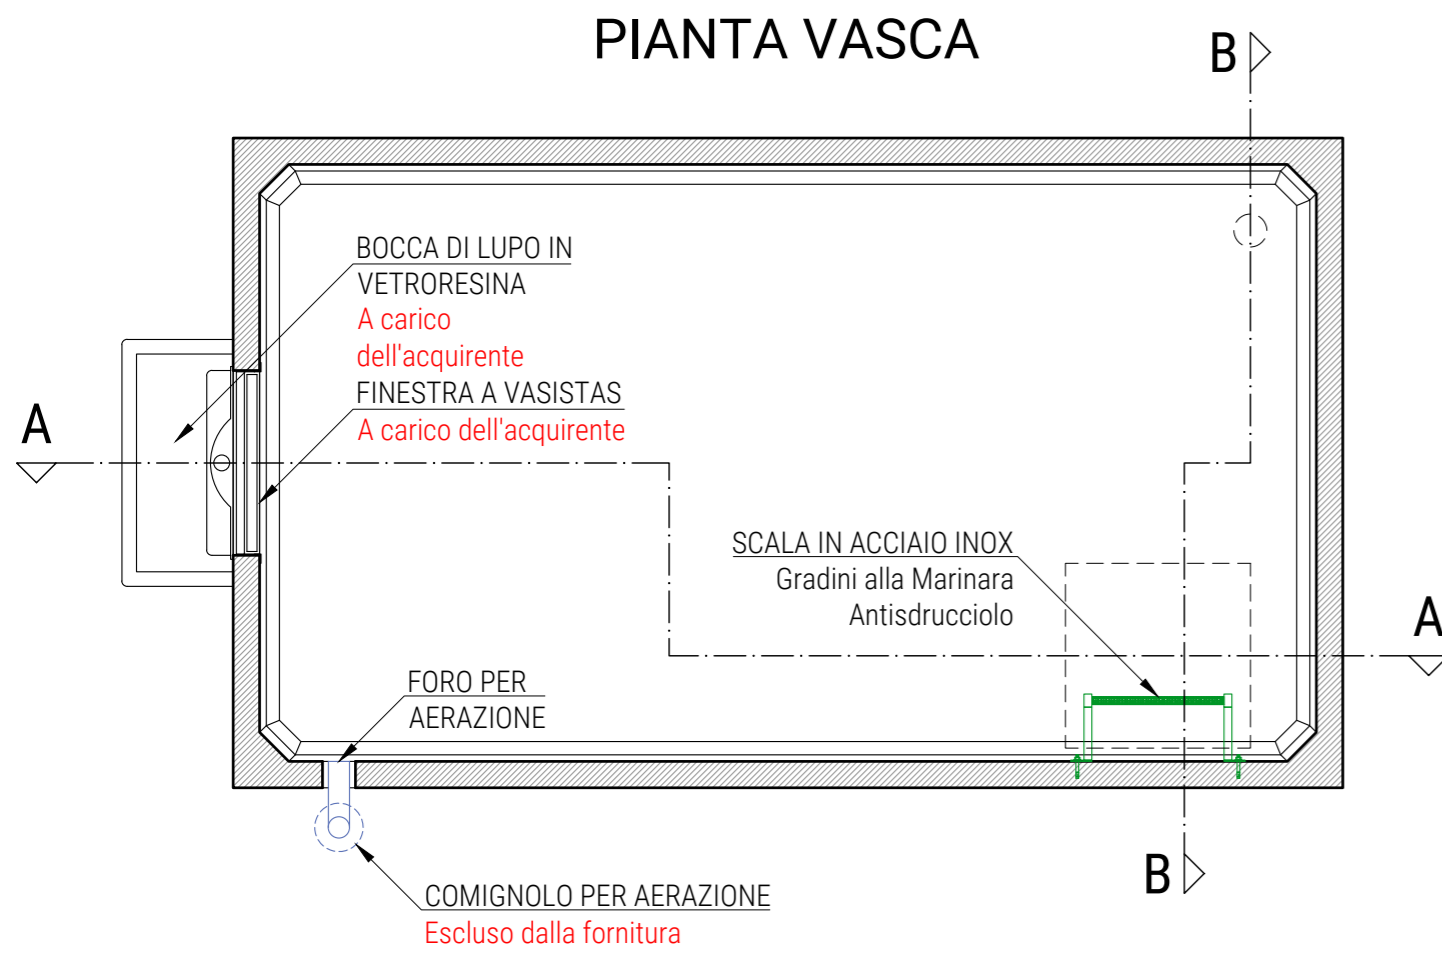 PIANTA VASCA
B
BOCCA DI LUPO IN
VETRORESINA
A carico
dell'acquirente
FINESTRA A VASISTAS
A carico dell'acquirente
A
SCALA IN ACCIAIO INOX
Gradini alla Marinara
Antisdrucciolo
A
FORO PER
AERAZIONE
B
COMIGNOLO PER AERAZIONE
Escluso dalla fornitura